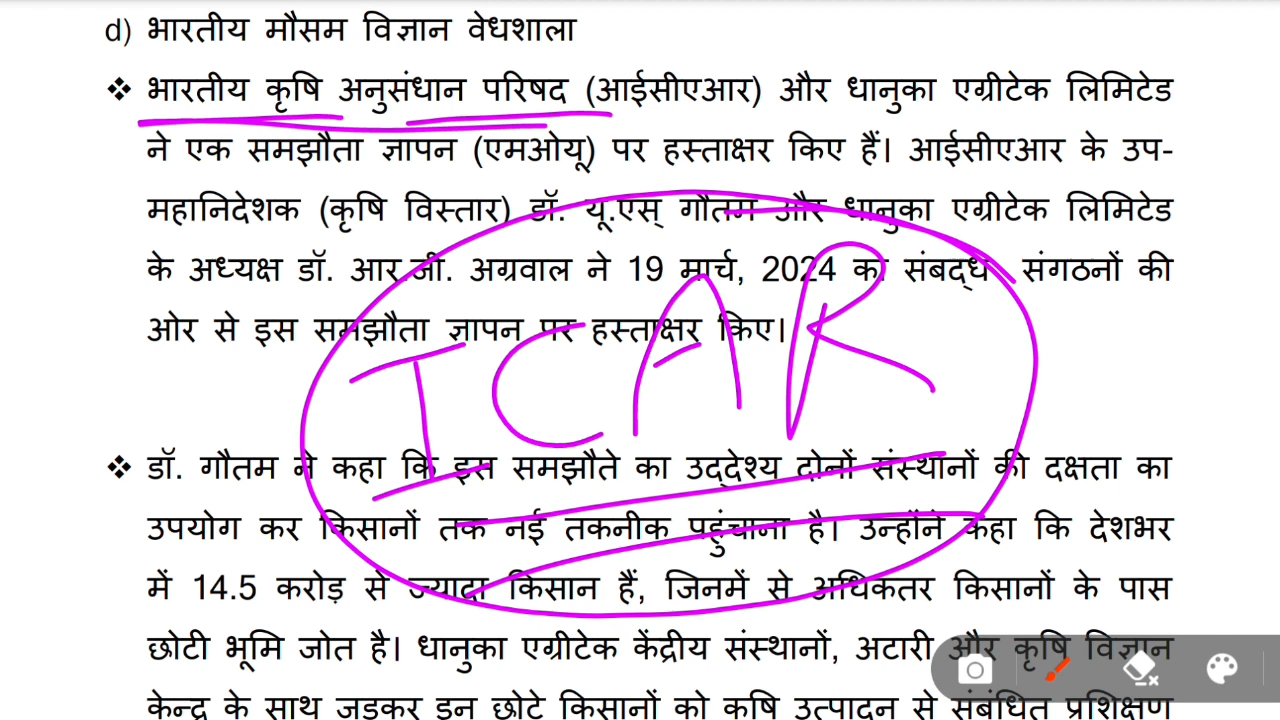 d) भारतीय मौसम विज्ञान वेधशाला
❖ भारतीय कृषि अनुसंधान परिषद (आईसीएआर) और धानुका एग्रीटेक लिमिटेड
ने एक समझौता ज्ञापन (एमओयू) पर हस्ताक्षर किए हैं। आईसीएआर के उप-
महानिदेशक (कृषि विस्तार) डॉ. यू.एस् गौतम और धानुका एग्रीटेक लिमिटेड
के अध्यक्ष डॉ. आर.जी. अग्रवाल ने 19 मार्च, 2024 को संबद्ध संगठनों की
ओर से इस समझौता ज्ञापन पर हस्ताक्षर किए।
ICAR
❖ डॉ. गौतम ने कहा कि इस समझौते का उद्देश्य दोनों संस्थानों की दक्षता का
उपयोग कर किसानों तक नई तकनीक पहुंचाना है। उन्होंने कहा कि देशभर
में 14.5 करोड़ से ज्यादा किसान हैं, जिनमें से अधिकतर किसानों के पास
छोटी भूमि जोत है। धानुका एग्रीटेक केंद्रीय संस्थानों, अटारी और कृषि विज्ञान
केन्द्र के साथ जुड़कर इन छोटे किसानों को कृषि उत्पादन से संबंधित प्रशिक्षण